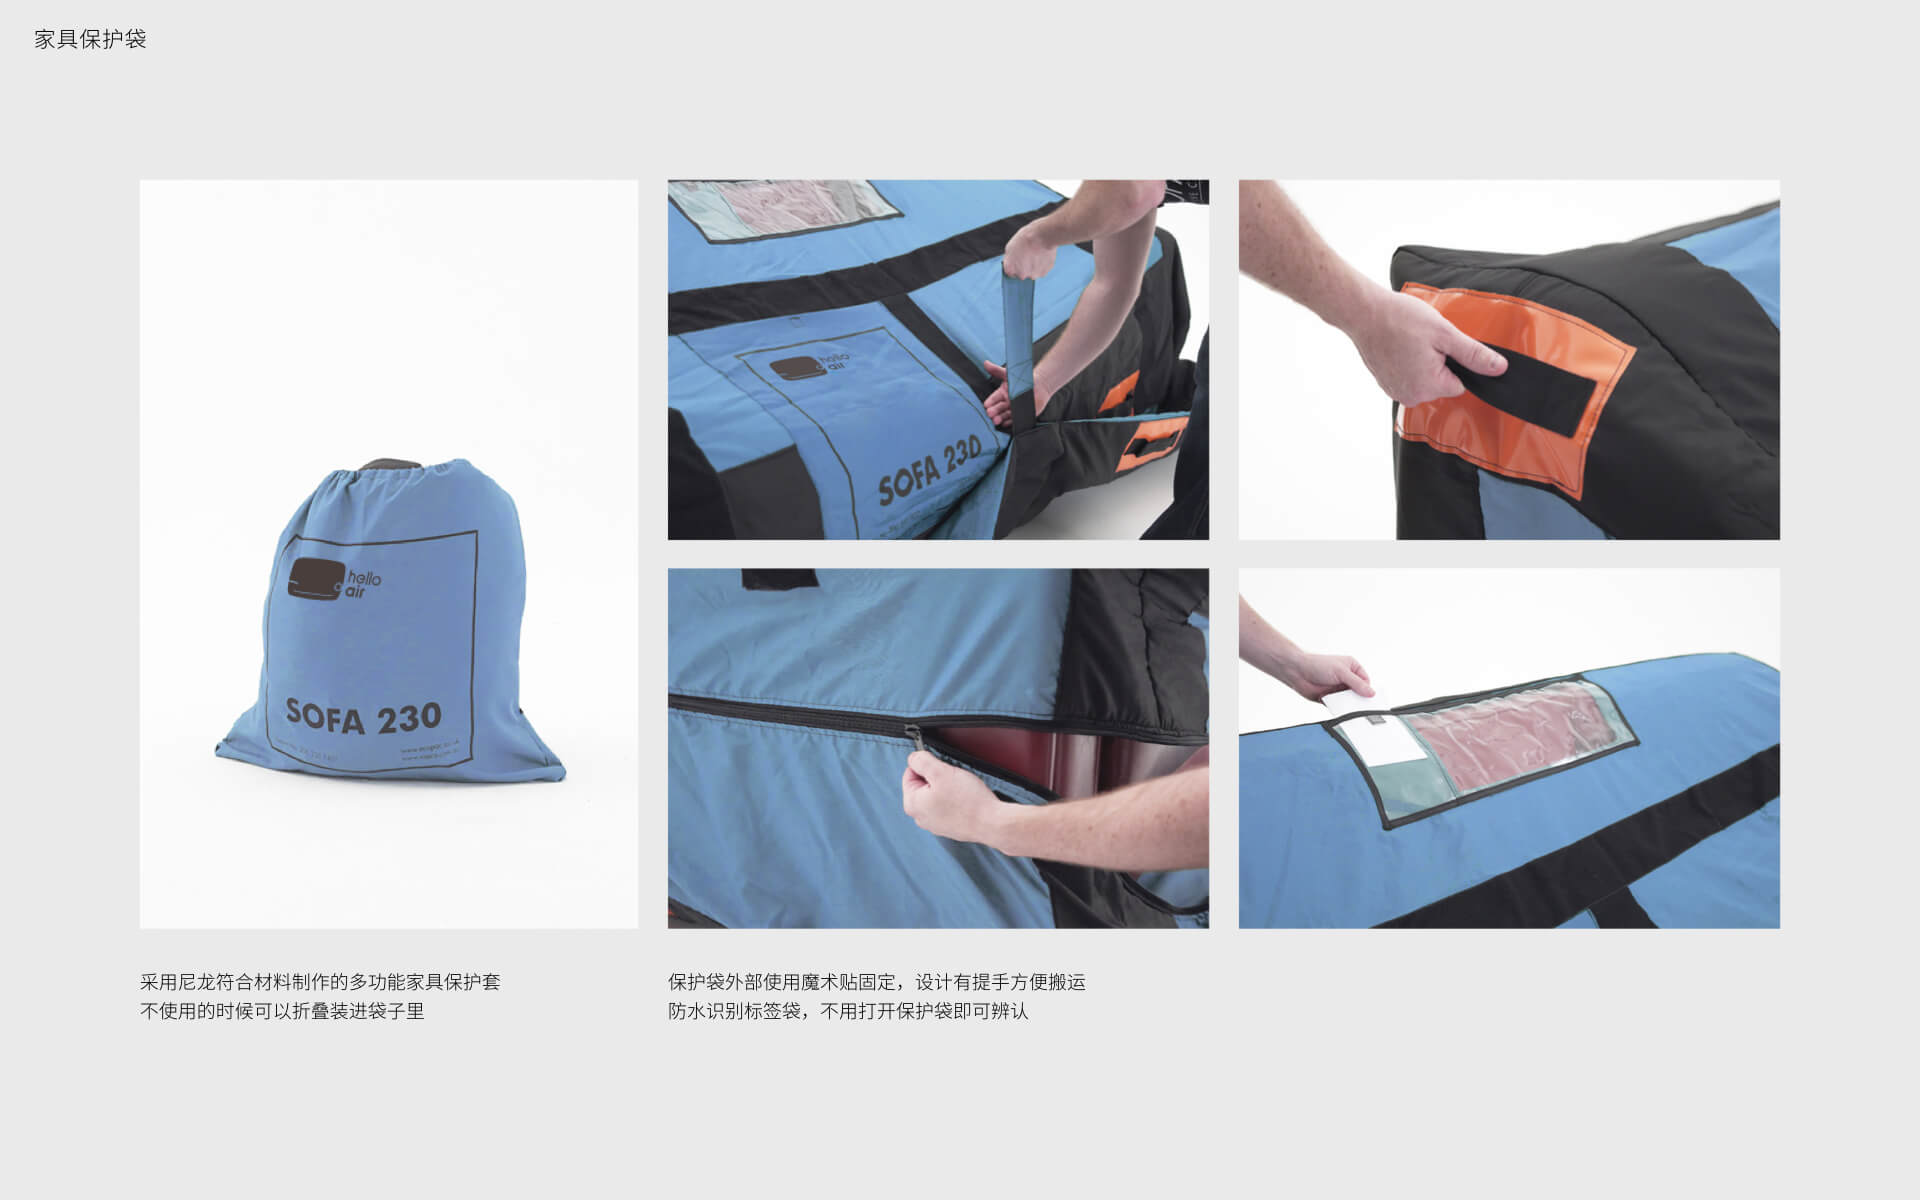 家具保护袋
hello
air
SOFA 230
hello
air
SOFA 230
采用尼龙符合材料制作的多功能家具保护套
不使用的时候可以折叠装进袋子里
保护袋外部使用魔术贴固定，设计有提手方便搬运
防水识别标签袋，不用打开保护袋即可辨认